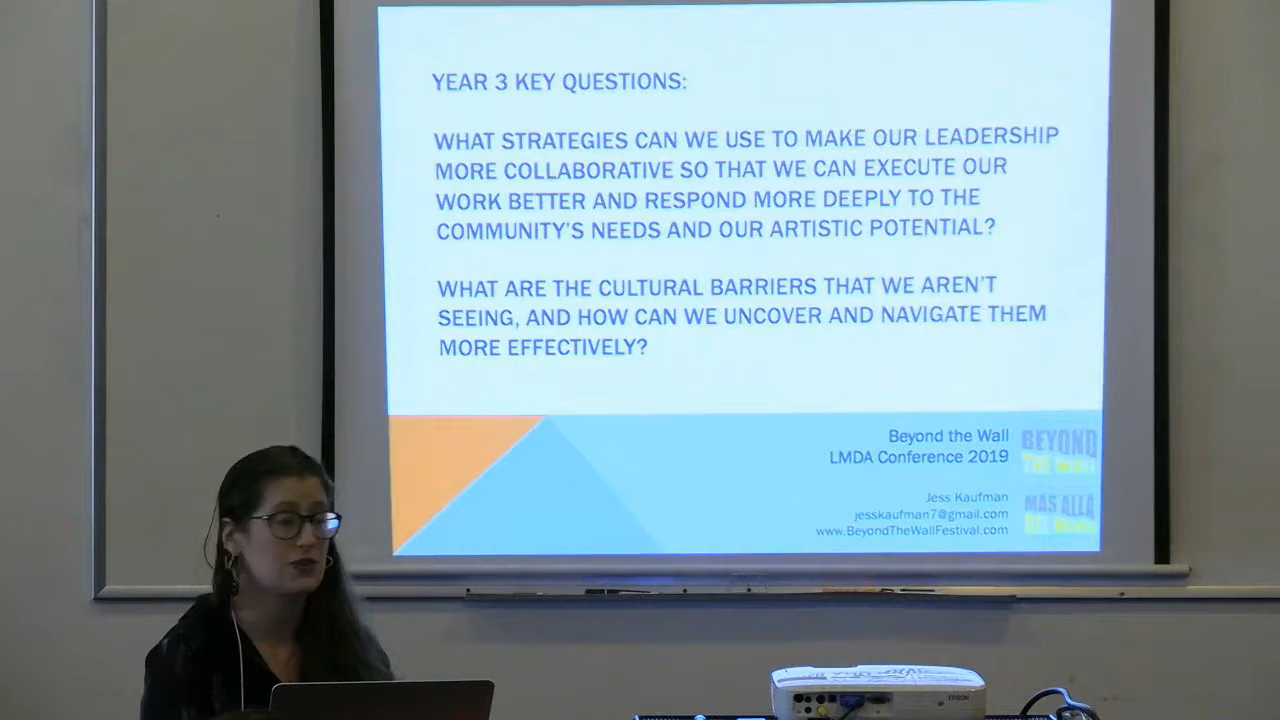 YEAR 3 KEY QUESTIONS:
WHAT STRATEGIES CAN WE USE TO MAKE OUR LEADERSHIP
MORE COLLABORATIVE SO THAT WE CAN EXECUTE OUR
WORK BETTER AND RESPOND MORE DEEPLY TO THE
COMMUNITY'S NEEDS AND OUR ARTISTIC POTENTIAL?
WHAT ARE THE CULTURAL BARRIERS THAT WE AREN'T
SEEING, AND HOW CAN WE UNCOVER AND NAVIGATE THEM
MORE EFFECTIVELY?
Beyond the Wall
LMDA Conference 2019
BEYOND
THE WALL
Jess Kaufman
jesskaufman7@gmail.com
www.BeyondTheWallFestival.com
MÁS ALLÁ
EPSON